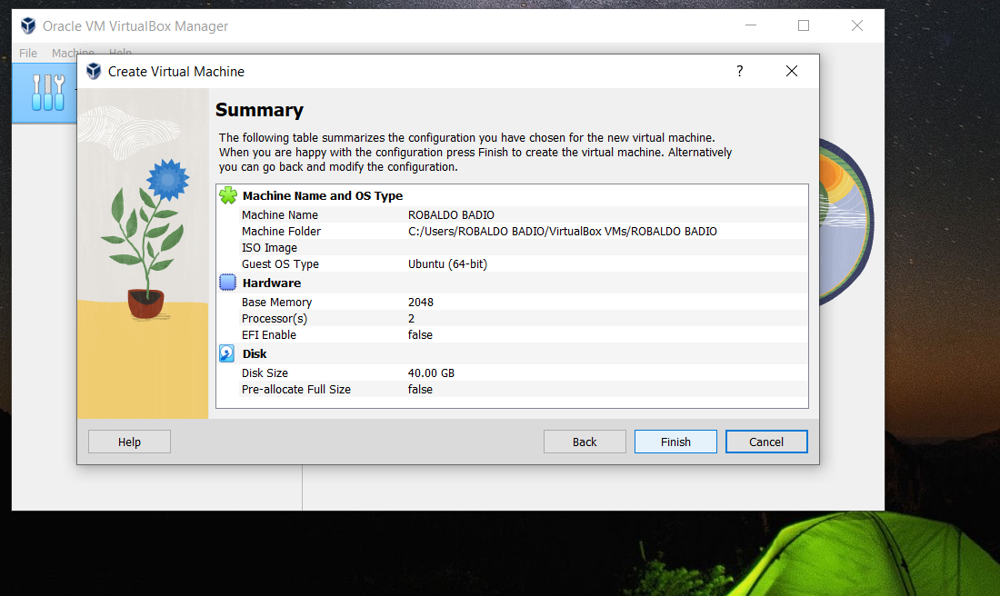 Oracle VM VirtualBox Manager
File Machine Help
Create Virtual Machine
?
Summary
The following table summarizes the configuration you have chosen for the new virtual machine.
When you are happy with the configuration press Finish to create the virtual machine. Alternatively
you can go back and modify the configuration.
Machine Name and OS Type
Machine Name ROBALDO BADIO
Machine Folder C:/Users/ROBALDO BADIO/VirtualBox VMs/ROBALDO BADIO
ISO Image
Guest OS Type Ubuntu (64-bit)
Hardware
Base Memory 2048
Processor(s) 2
EFI Enable false
Disk
Disk Size 40.00 GB
Pre-allocate Full Size false
Help Back Finish Cancel